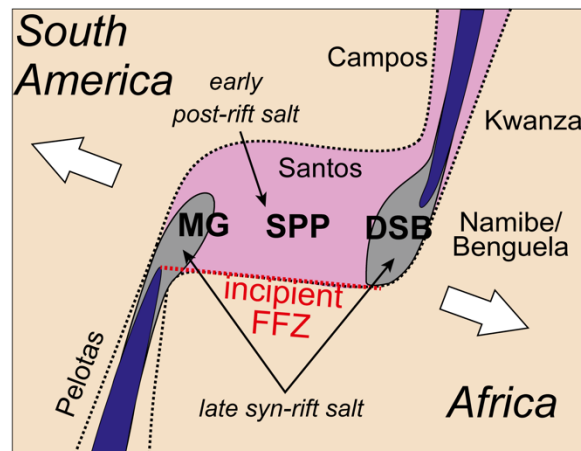 South
America
Campos
early
post-rift salt
Kwanza
Santos
MG
SPP
DSB
Namibe/
Benguela
incipient
FFZ
Pelotas
late syn-rift salt
Africa